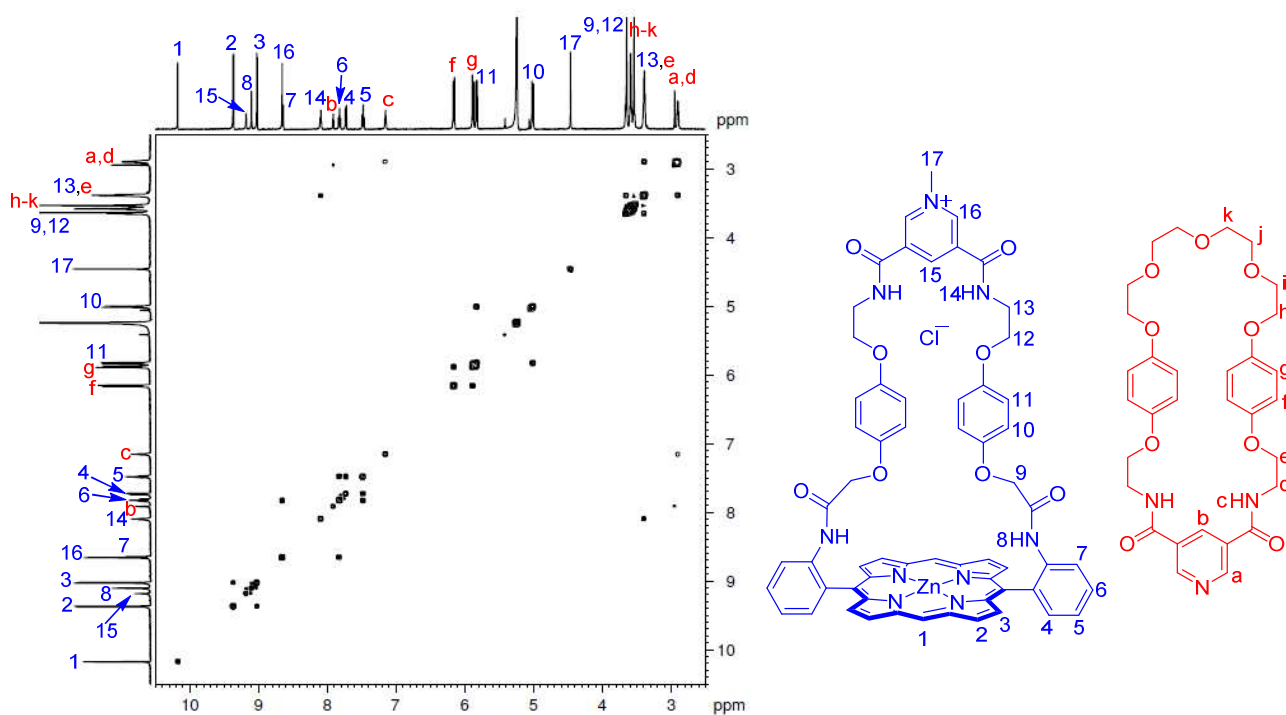 1 2 3 16 8 15 7 14 b 6 4 5 c f g 11 10 17 9,12 h-k 13,e a,d
ppm
a,d
13,e
h-k
9,12
17
10
11
g
f
c
4 5
6
b
14
16 7
3
8
2
15
1
3
4
5
6
7
8
9
10
10 9 8 7 6 5 4 3 ppm
17
N+
16
O 15 O
NH 14HN
13
Cl−
12
O O
11
10
O O 9
O O
NH 8HN
7
6
N N
Zn
N N
1 2 3 4 5
k
O j
O O
i
h
O O
g
f
O O
e
d
NH cHN
b
O O
a
N